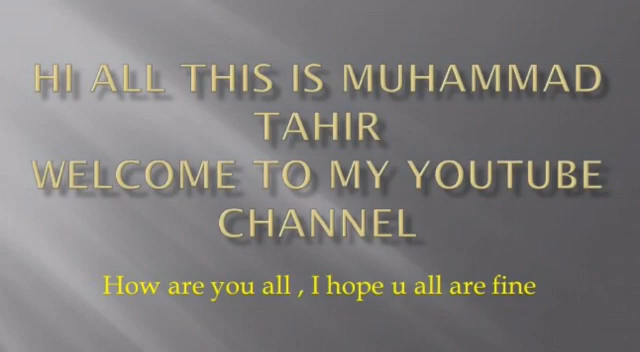 HI ALL THIS IS MUHAMMAD
TAHIR
WELCOME TO MY YOUTUBE
CHANNEL
How are you all , I hope u all are fine